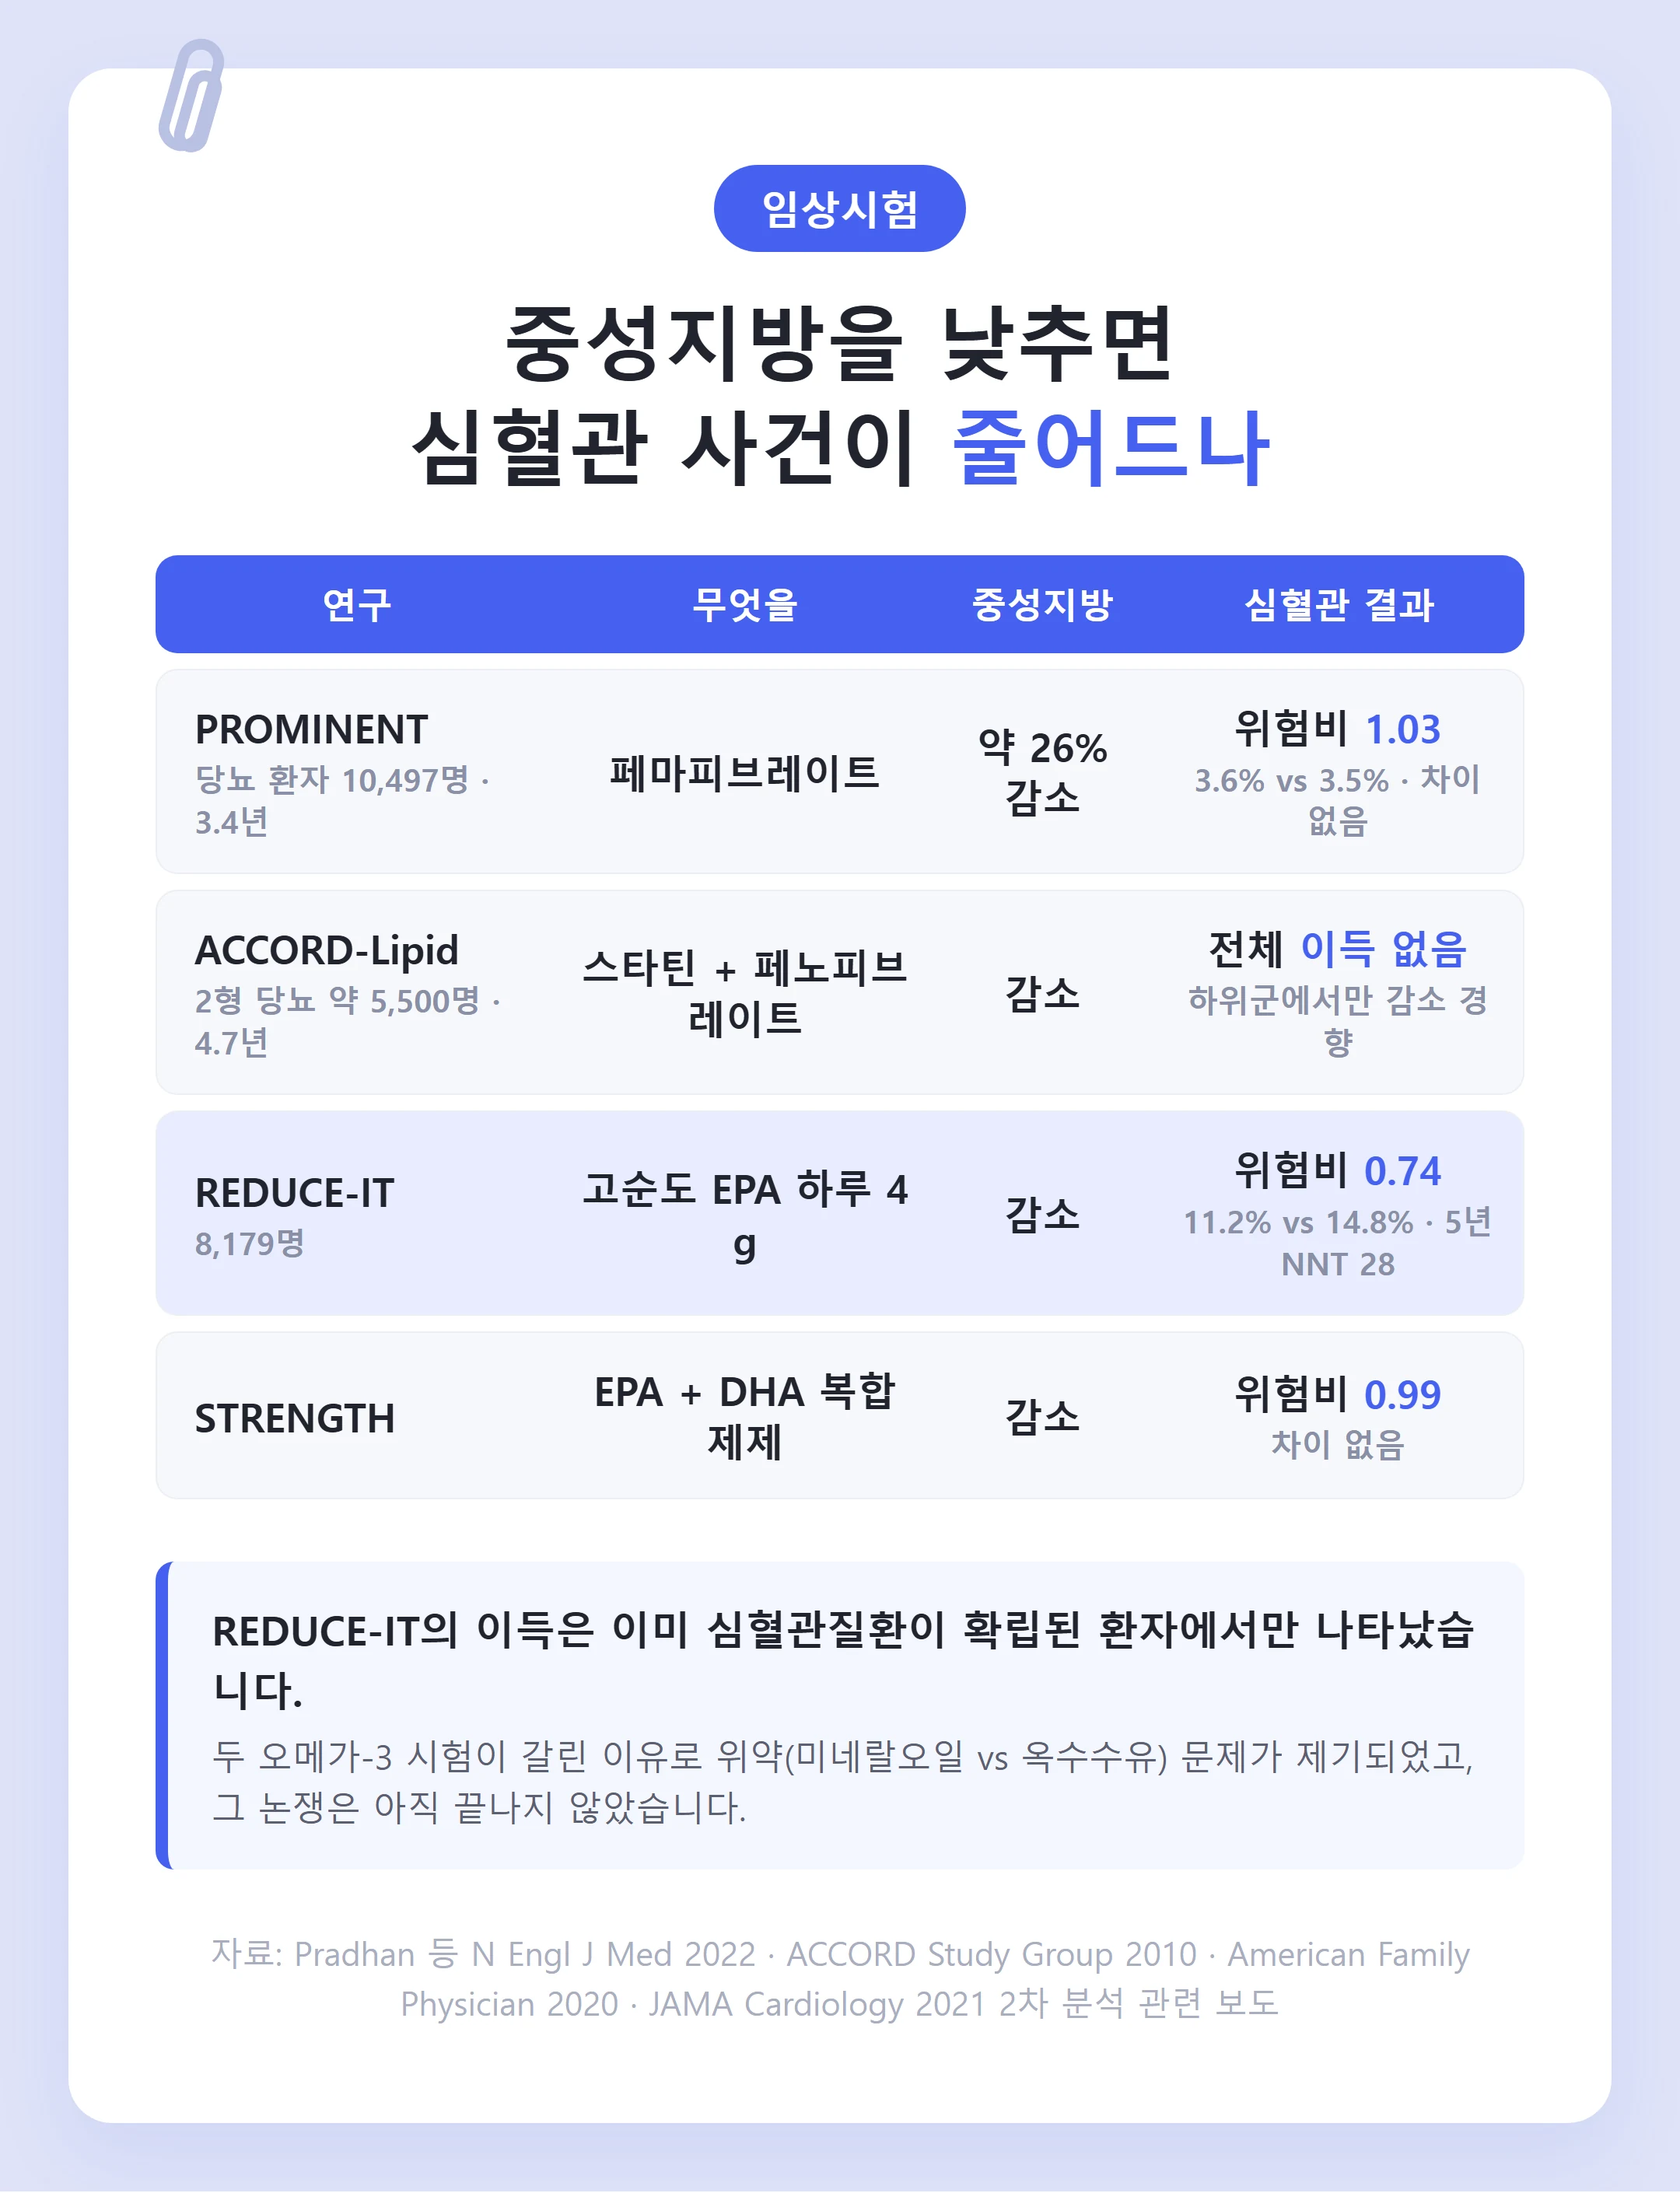 임상시험
중성지방을 낮추면
심혈관 사건이 줄어드나
연구 무엇을 중성지방 심혈관 결과
PROMINENT
당뇨 환자 10,497명 ·
3.4년
페마피브레이트
약 26%
감소
위험비 1.03
3.6% vs 3.5% · 차이
없음
ACCORD-Lipid
2형 당뇨 약 5,500명 ·
4.7년
스타틴 + 페노피브
레이트
감소
전체 이득 없음
하위군에서만 감소 경
향
REDUCE-IT
8,179명
고순도 EPA 하루 4
g
감소
위험비 0.74
11.2% vs 14.8% · 5년
NNT 28
STRENGTH
EPA + DHA 복합
제제
감소
위험비 0.99
차이 없음
REDUCE-IT의 이득은 이미 심혈관질환이 확립된 환자에서만 나타났습
니다.
두 오메가-3 시험이 갈린 이유로 위약(미네랄오일 vs 옥수수유) 문제가 제기되었고,
그 논쟁은 아직 끝나지 않았습니다.
자료: Pradhan 등 N Engl J Med 2022 · ACCORD Study Group 2010 · American Family
Physician 2020 · JAMA Cardiology 2021 2차 분석 관련 보도